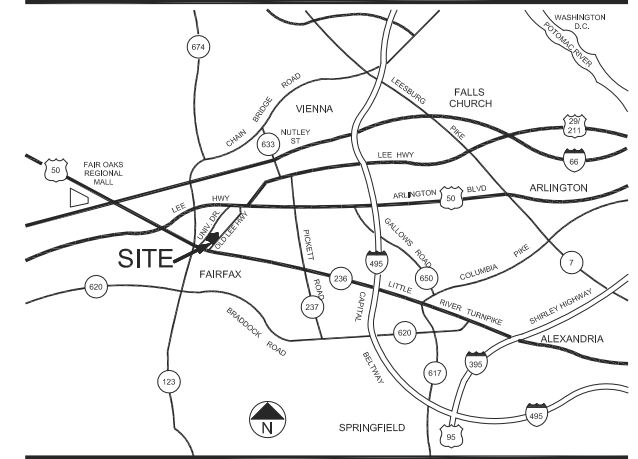 WASHINGTON
D.C.
POTOMAC RIVER
674
LEESBURG
PIKE
FALLS
CHURCH
CHAIN BRIDGE ROAD
VIENNA
29/
211
NUTLEY
ST
633
FAIR OAKS
REGIONAL
MALL
50
LEE HWY
66
LEE HWY
ARLINGTON 50 BLVD
ARLINGTON
UNIV. DR.
OLD LEE HWY
PICKETT ROAD
GALLOWS ROAD
SITE
495
COLUMBIA PIKE
7
FAIRFAX
236
650
620
LITTLE RIVER TURNPIKE
237
CAPITAL BELTWAY
SHIRLEY HIGHWAY
BRADDOCK ROAD
620
ALEXANDRIA
123
617
395
N
SPRINGFIELD
495
95